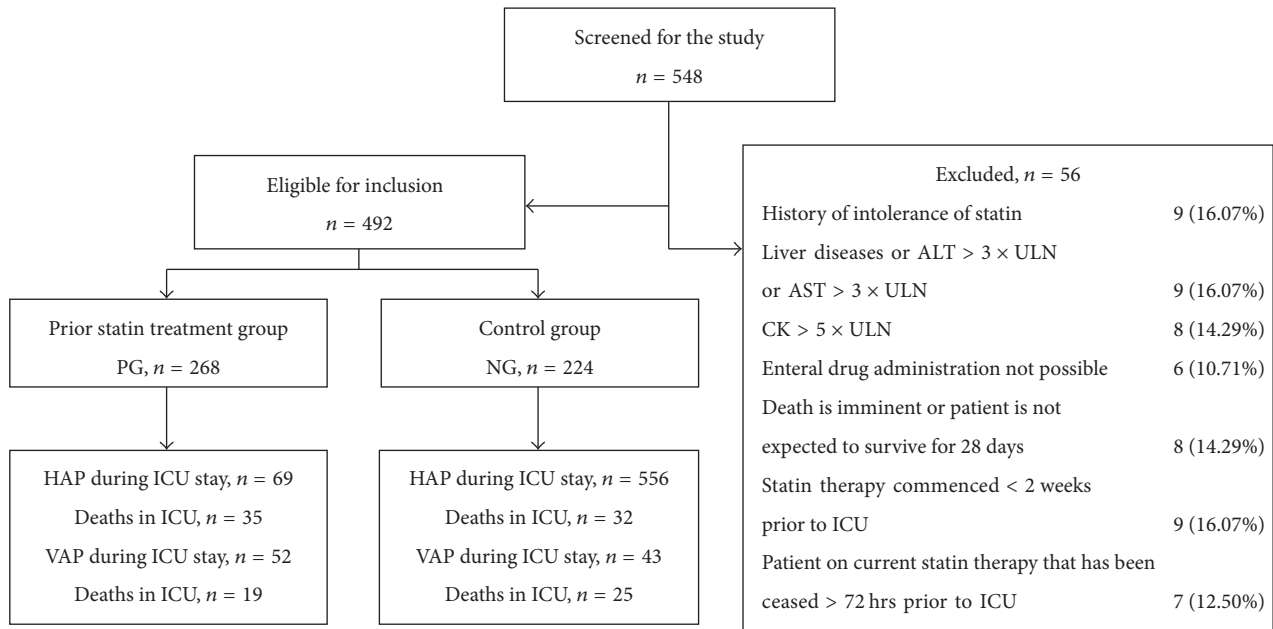 Screened for the study
n = 548
Eligible for inclusion
n = 492
Prior statin treatment group
PG, n = 268
Control group
NG, n = 224
HAP during ICU stay, n = 69
Deaths in ICU, n = 35
VAP during ICU stay, n = 52
Deaths in ICU, n = 19
HAP during ICU stay, n = 556
Deaths in ICU, n = 32
VAP during ICU stay, n = 43
Deaths in ICU, n = 25
Excluded, n = 56
History of intolerance of statin 9 (16.07%)
Liver diseases or ALT > 3 × ULN
or AST > 3 × ULN 9 (16.07%)
CK > 5 × ULN 8 (14.29%)
Enteral drug administration not possible 6 (10.71%)
Death is imminent or patient is not
expected to survive for 28 days 8 (14.29%)
Statin therapy commenced < 2 weeks
prior to ICU 9 (16.07%)
Patient on current statin therapy that has been
ceased > 72 hrs prior to ICU 7 (12.50%)